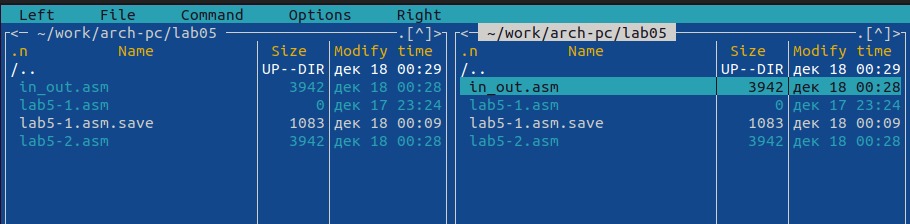 Left File Command Options Right
<─ ~/work/arch-pc/lab05 ─.[^]>
.n Name Size Modify time
/.. UP--DIR дек 18 00:29
in_out.asm 3942 дек 18 00:28
lab5-1.asm 0 дек 17 23:24
lab5-1.asm.save 1083 дек 18 00:09
lab5-2.asm 3942 дек 18 00:28
<─ ~/work/arch-pc/lab05 ─.[^]>
.n Name Size Modify time
/.. UP--DIR дек 18 00:29
in_out.asm 3942 дек 18 00:28
lab5-1.asm 0 дек 17 23:24
lab5-1.asm.save 1083 дек 18 00:09
lab5-2.asm 3942 дек 18 00:28